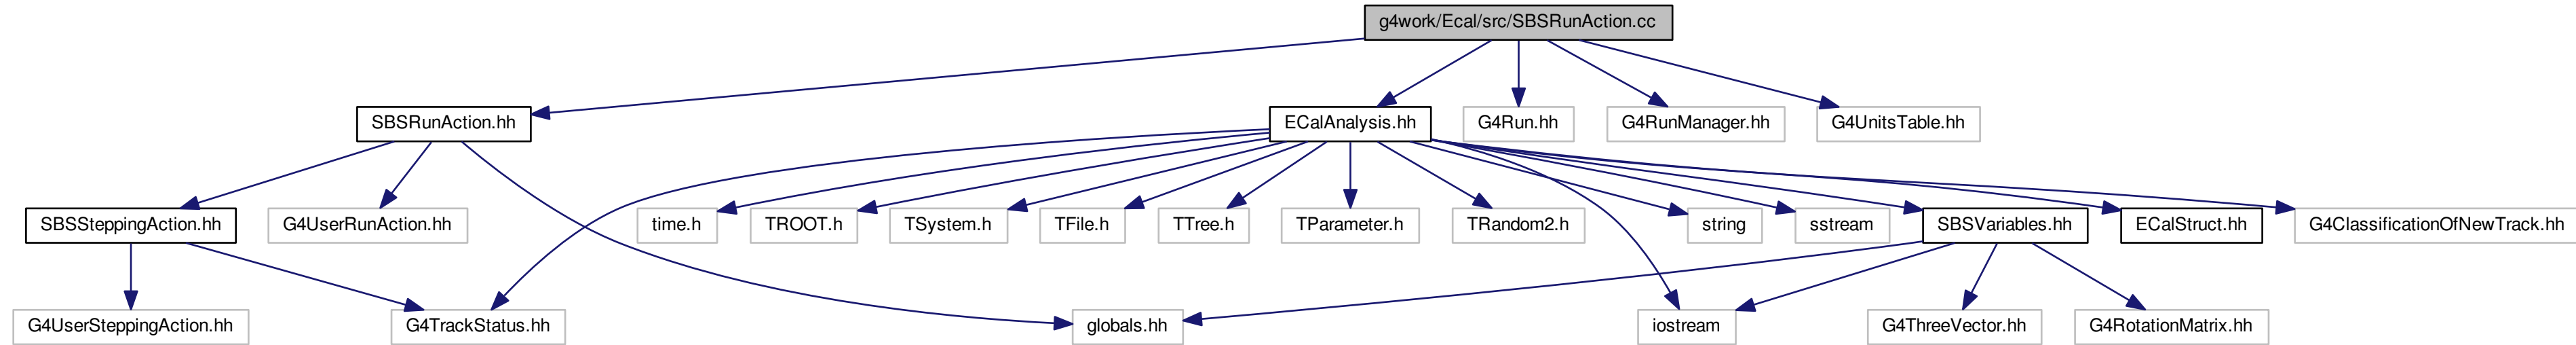 g4work/Ecal/src/SBSRunAction.cc
SBSRunAction.hh
ECalAnalysis.hh
G4Run.hh
G4RunManager.hh
G4UnitsTable.hh
SBSSteppingAction.hh
G4UserRunAction.hh
time.h
TROOT.h
TSystem.h
TFile.h
TTree.h
TParameter.h
TRandom2.h
string
sstream
SBSVariables.hh
ECalStruct.hh
G4ClassificationOfNewTrack.hh
G4UserSteppingAction.hh
G4TrackStatus.hh
globals.hh
iostream
G4ThreeVector.hh
G4RotationMatrix.hh